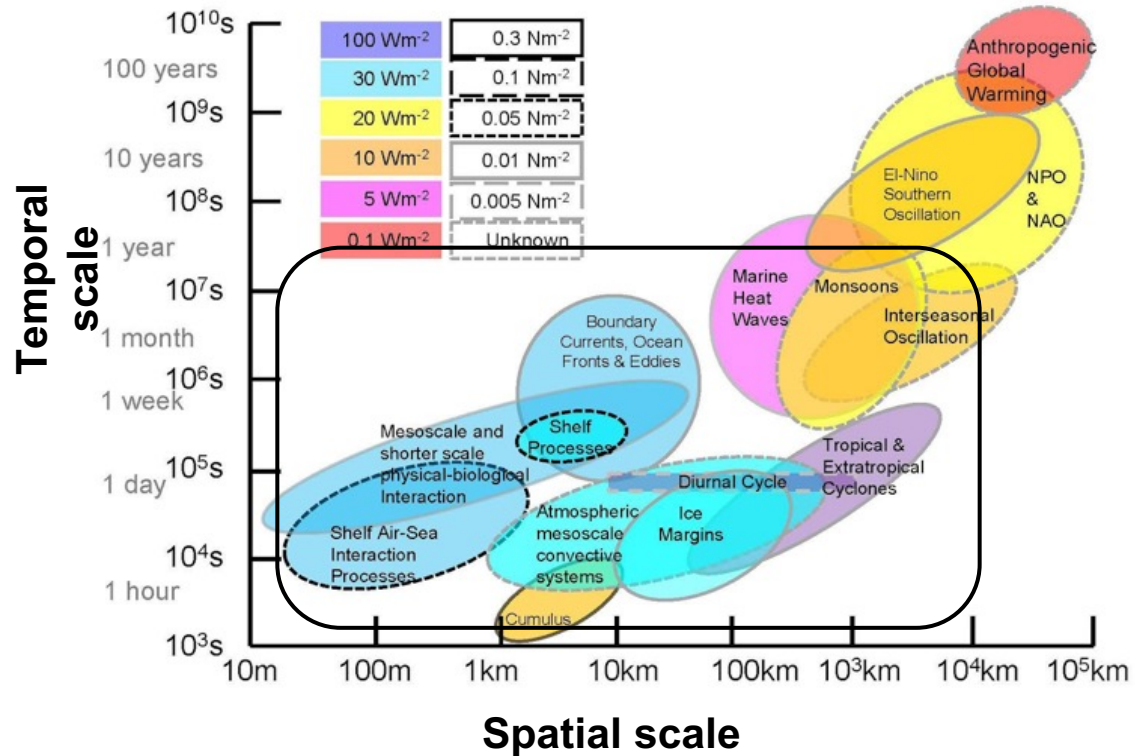 10¹⁰s
100 years
10⁹s
10 years
10⁸s
1 year
10⁷s
1 month
10⁶s
1 week
10⁵s
1 day
10⁴s
1 hour
10³s
Temporal
scale
100 Wm⁻²
30 Wm⁻²
20 Wm⁻²
10 Wm⁻²
5 Wm⁻²
0.1 Wm⁻²
0.3 Nm⁻²
0.1 Nm⁻²
0.05 Nm⁻²
0.01 Nm⁻²
0.005 Nm⁻²
Unknown
Anthropogenic
Global
Warming
El-Nino
Southern
Oscillation
NPO
&
NAO
Marine
Heat
Waves
Monsoons
Interseasonal
Oscillation
Boundary
Currents, Ocean
Fronts & Eddies
Shelf
Processes
Mesoscale and
shorter scale
physical-biological
Interaction
Shelf Air-Sea
Interaction
Processes
Tropical &
Extratropical
Cyclones
Diurnal Cycle
Ice
Margins
Atmospheric
mesoscale
convective
systems
Cumulus
10m
100m
1km
10km
100km
10³km
10⁴km
10⁵km
Spatial scale